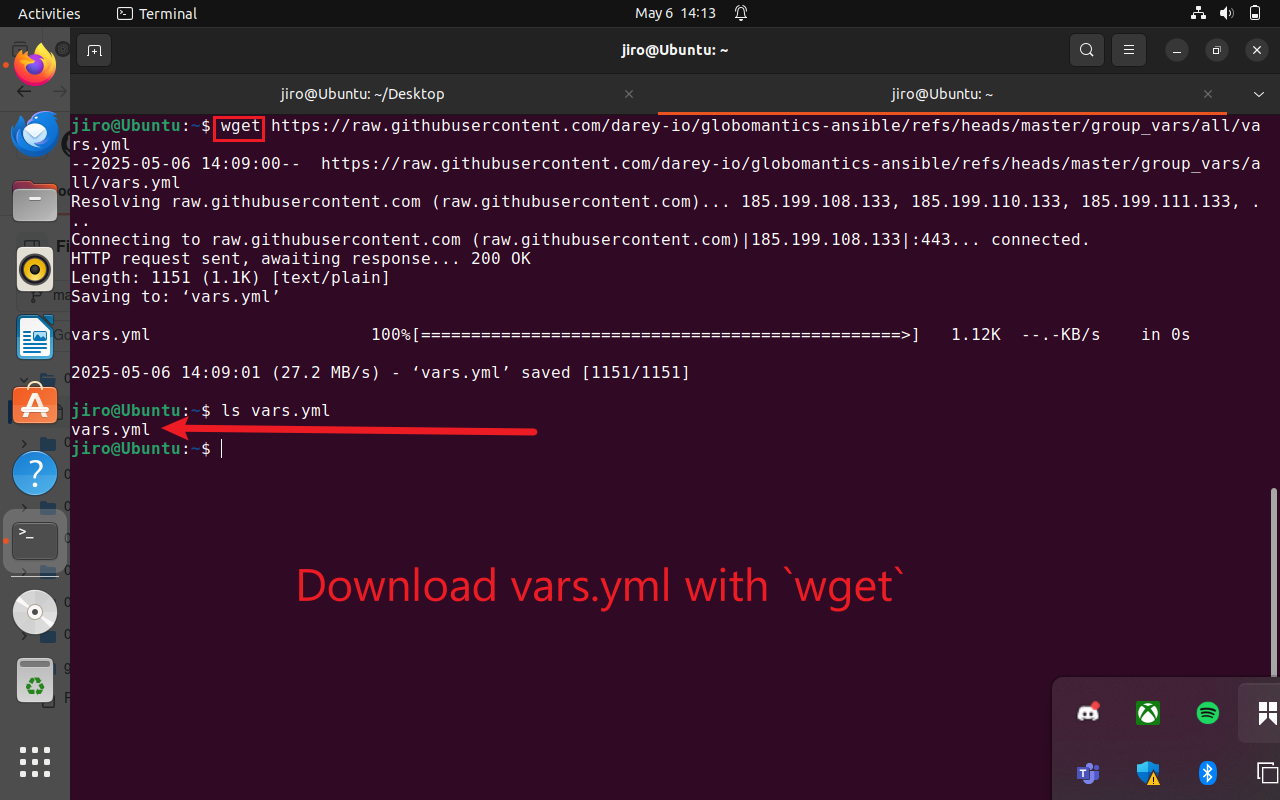 Activities Terminal May 6 14:13
jiro@Ubuntu: ~
jiro@Ubuntu: ~/Desktop jiro@Ubuntu: ~
jiro@Ubuntu:~$ wget https://raw.githubusercontent.com/darey-io/globomantics-ansible/refs/heads/master/group_vars/all/va
rs.yml
--2025-05-06 14:09:00-- https://raw.githubusercontent.com/darey-io/globomantics-ansible/refs/heads/master/group_vars/a
ll/vars.yml
Resolving raw.githubusercontent.com (raw.githubusercontent.com)... 185.199.108.133, 185.199.110.133, 185.199.111.133, .
..
Connecting to raw.githubusercontent.com (raw.githubusercontent.com)|185.199.108.133|:443... connected.
HTTP request sent, awaiting response... 200 OK
Length: 1151 (1.1K) [text/plain]
Saving to: ‘vars.yml’
vars.yml 100%[================================================>] 1.12K --.-KB/s in 0s
2025-05-06 14:09:01 (27.2 MB/s) - ‘vars.yml’ saved [1151/1151]
jiro@Ubuntu:~$ ls vars.yml
vars.yml
jiro@Ubuntu:~$
Download vars.yml with `wget`